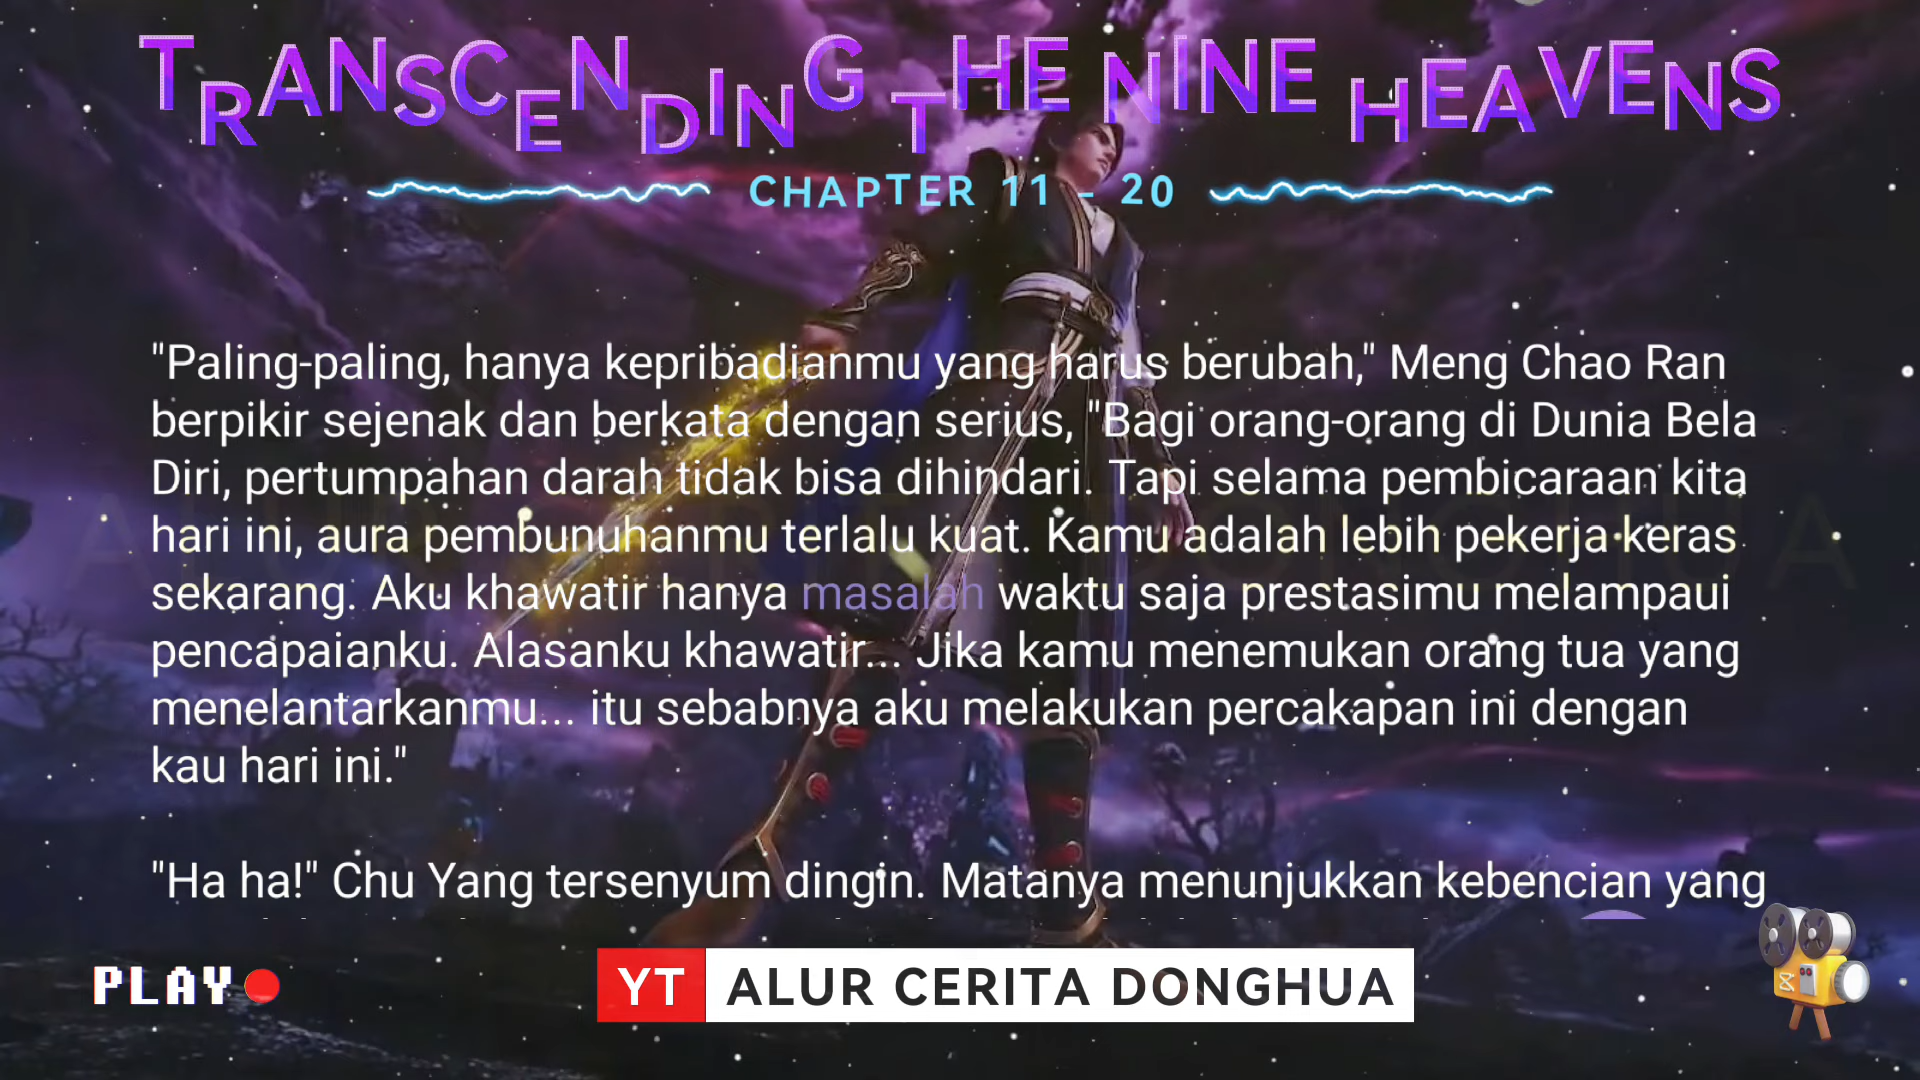 TRANSCENDING THE NINE HEAVENS
CHAPTER 11 - 20
"Paling-paling, hanya kepribadianmu yang harus berubah," Meng Chao Ran
berpikir sejenak dan berkata dengan serius, "Bagi orang-orang di Dunia Bela
Diri, pertumpahan darah tidak bisa dihindari. Tapi selama pembicaraan kita
hari ini, aura pembunuhanmu terlalu kuat. Kamu adalah lebih pekerja keras
sekarang. Aku khawatir hanya masalah waktu saja prestasimu melampaui
pencapaianku. Alasanku khawatir... Jika kamu menemukan orang tua yang
menelantarkanmu... itu sebabnya aku melakukan percakapan ini dengan
kau hari ini."
"Ha ha!" Chu Yang tersenyum dingin. Matanya menunjukkan kebencian yang
PLAY
YT ALUR CERITA DONGHUA